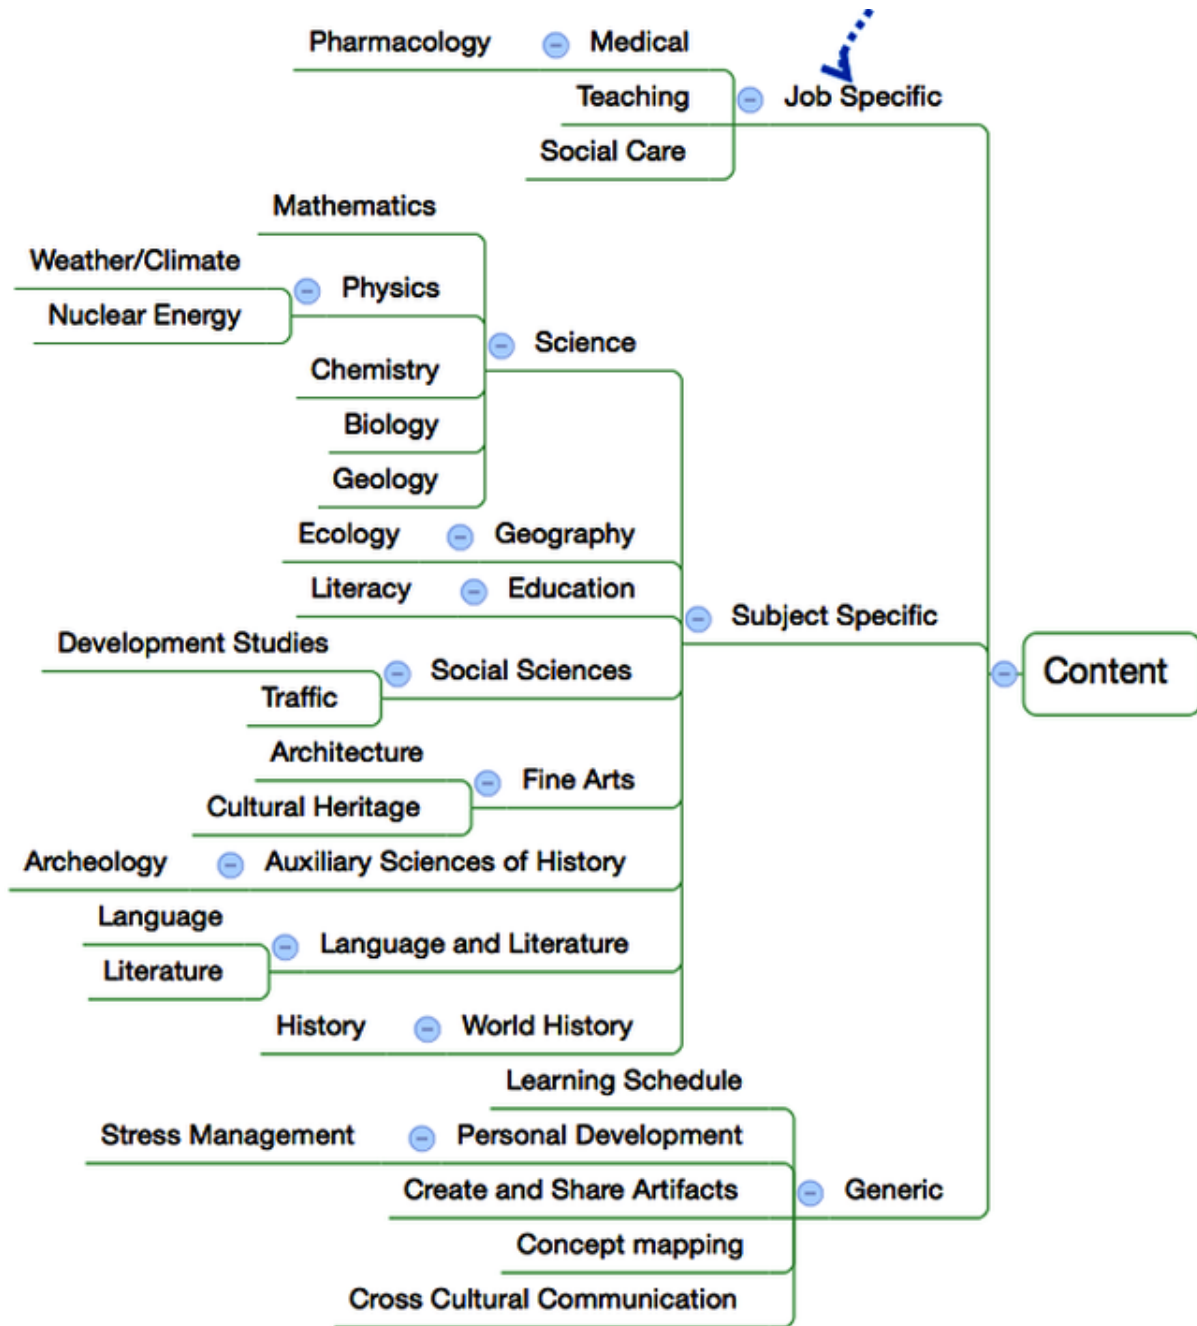 Pharmacology
Medical
Teaching
Job Specific
Social Care
Mathematics
Weather/Climate
Physics
Nuclear Energy
Science
Chemistry
Biology
Geology
Ecology
Geography
Literacy
Education
Subject Specific
Development Studies
Social Sciences
Traffic
Content
Architecture
Fine Arts
Cultural Heritage
Archeology
Auxiliary Sciences of History
Language
Language and Literature
Literature
History
World History
Learning Schedule
Stress Management
Personal Development
Create and Share Artifacts
Generic
Concept mapping
Cross Cultural Communication